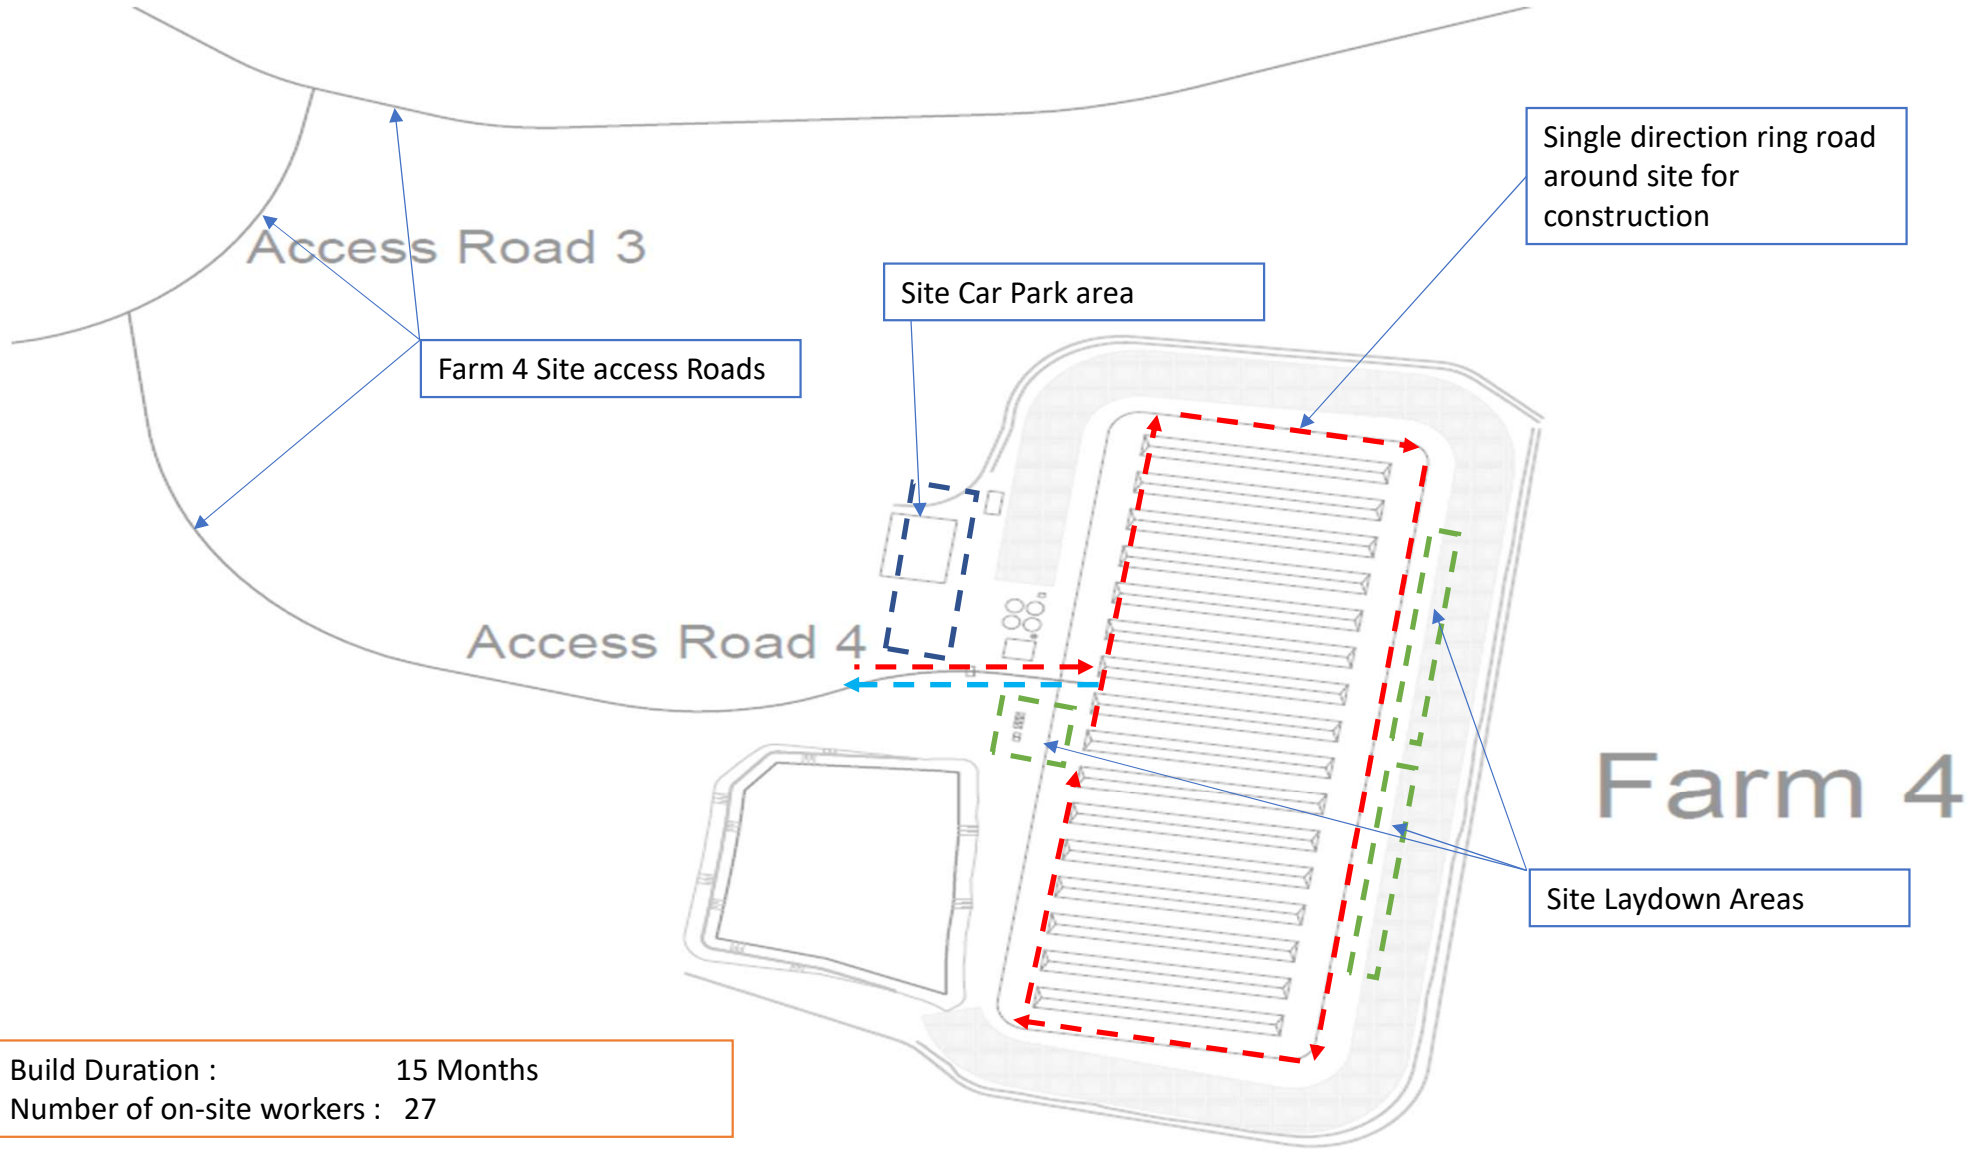 Single direction ring road
around site for
construction
Access Road 3
Site Car Park area
Farm 4 Site access Roads
Access Road 4
Farm 4
Site Laydown Areas
Build Duration : 15 Months
Number of on-site workers : 27